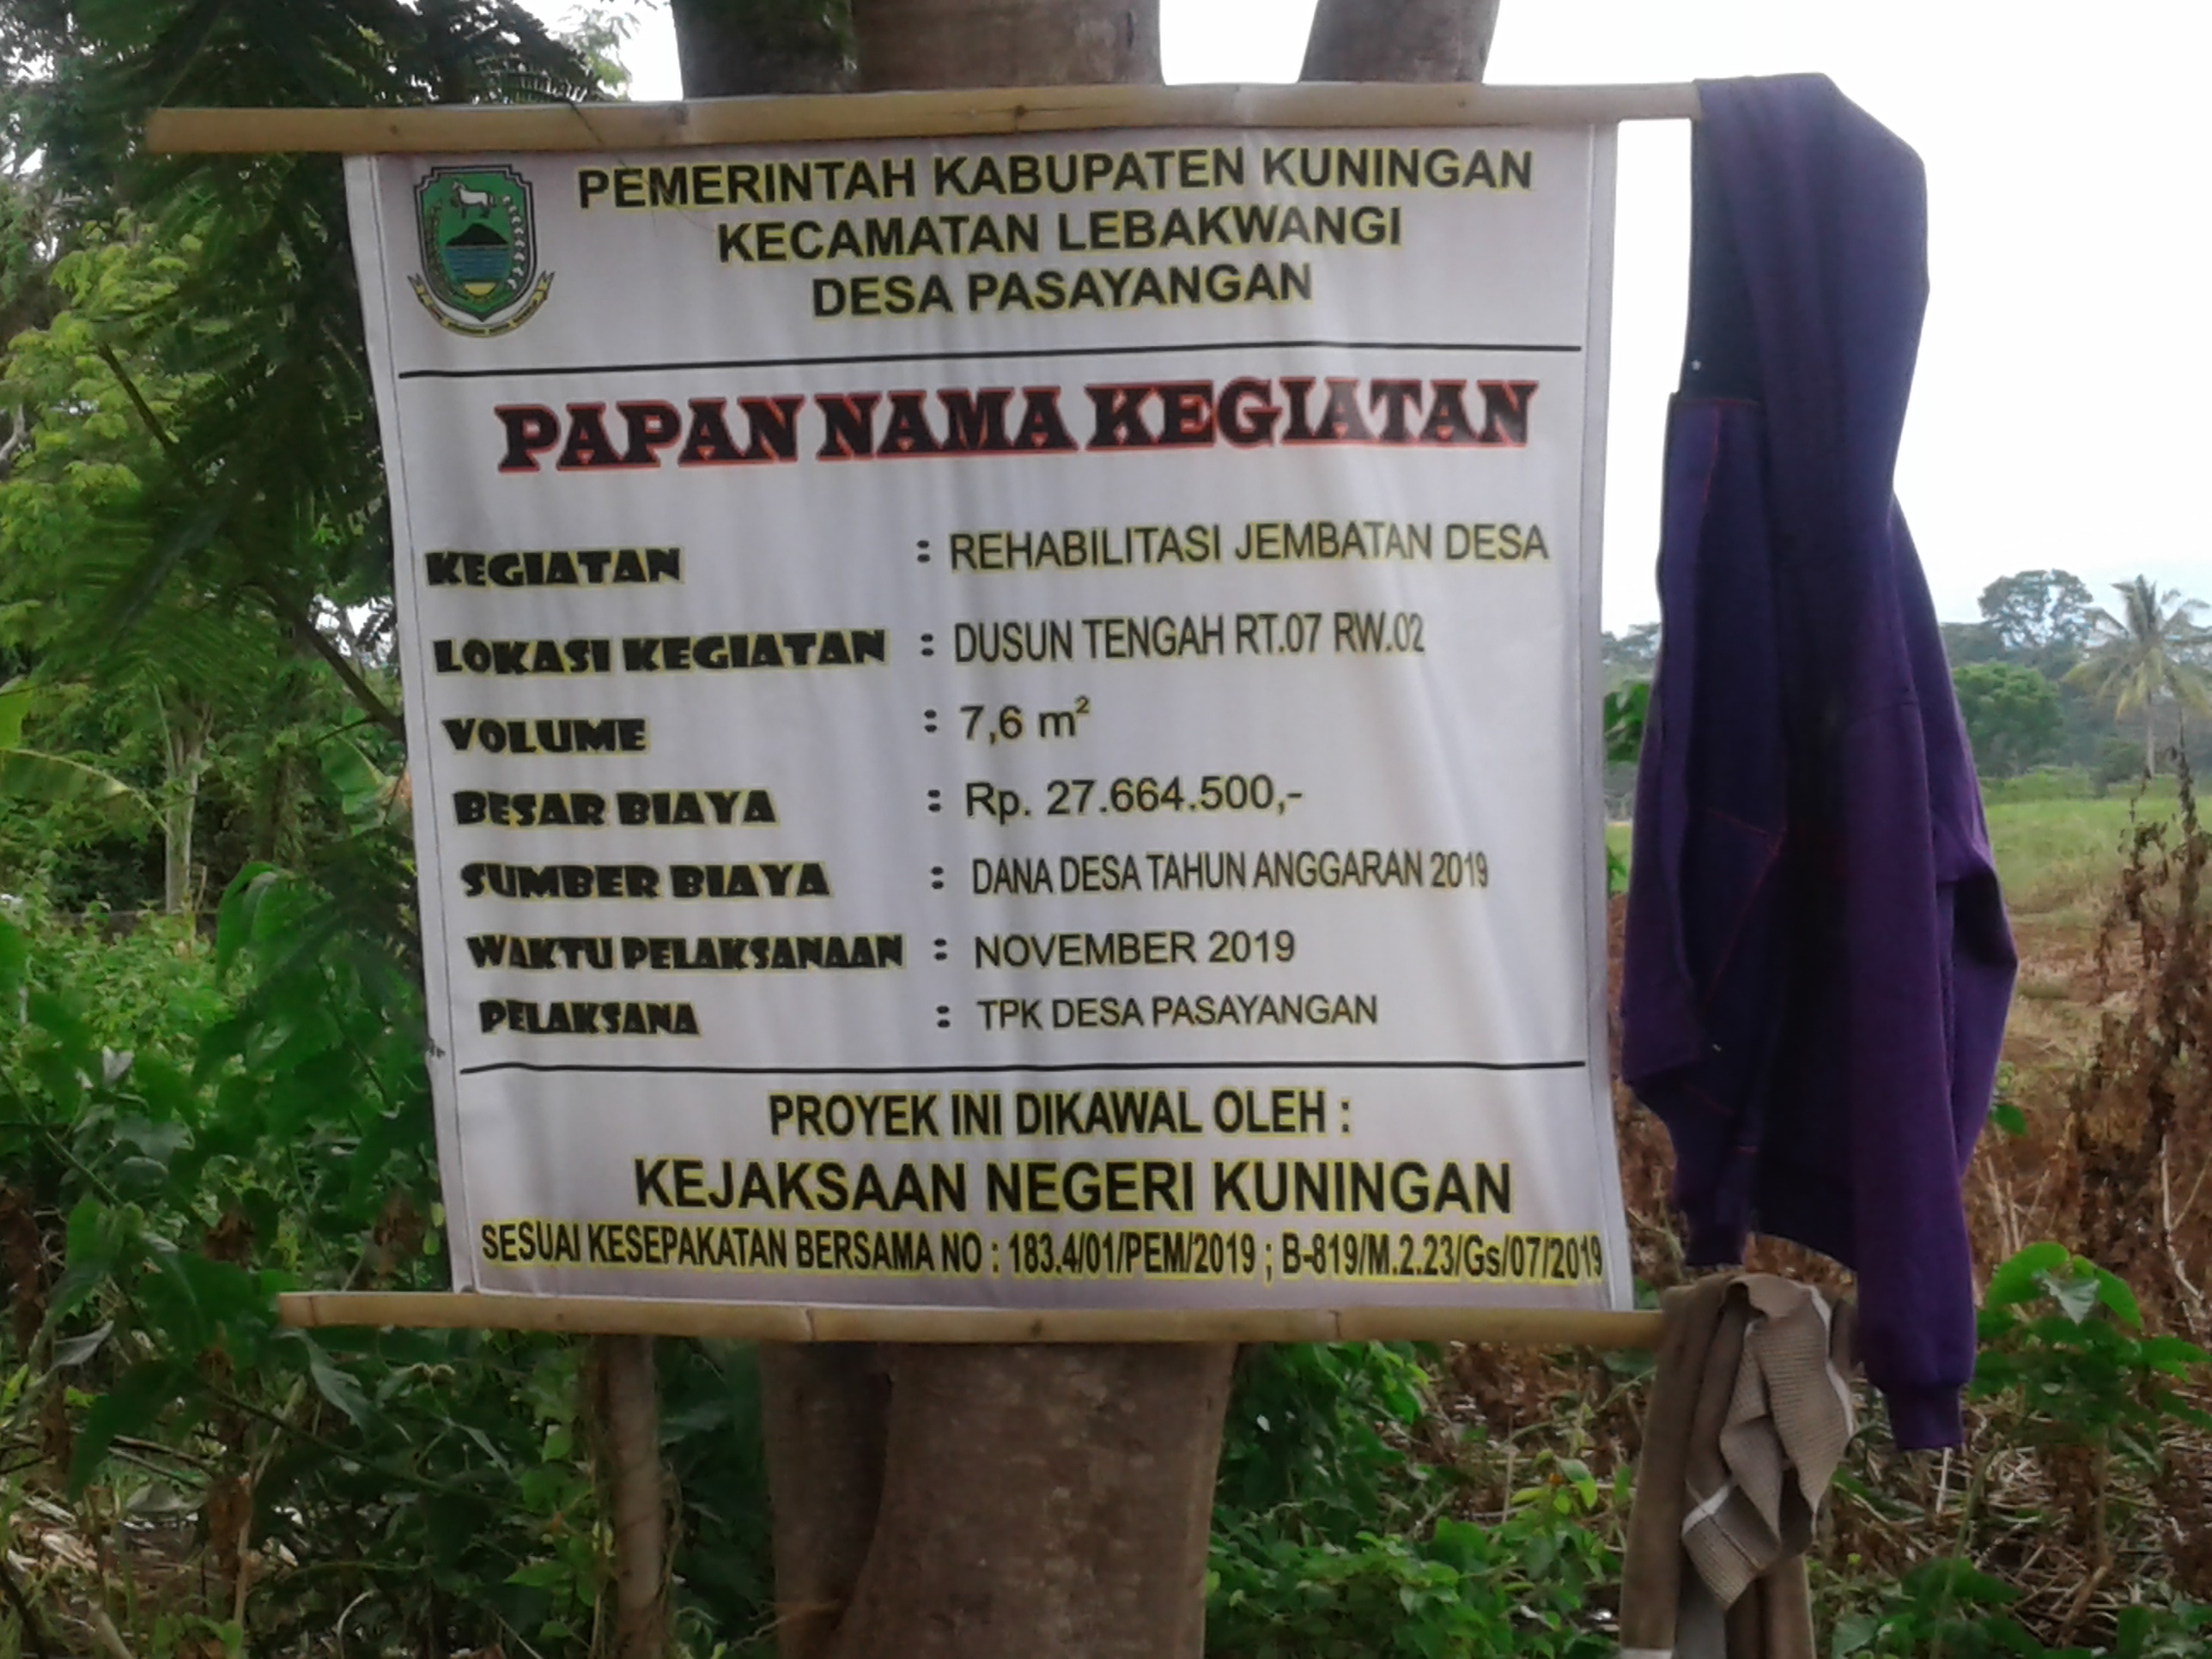 PEMERINTAH KABUPATEN KUNINGAN
KECAMATAN LEBAKWANGI
DESA PASAYANGAN
PAPAN NAMA KEGIATAN
KEGIATAN : REHABILITASI JEMBATAN DESA
LOKASI KEGIATAN : DUSUN TENGAH RT.07 RW.02
VOLUME : 7,6 m²
BESAR BIAYA : Rp. 27.664.500,-
SUMBER BIAYA : DANA DESA TAHUN ANGGARAN 2019
WAKTU PELAKSANAAN : NOVEMBER 2019
PELAKSANA : TPK DESA PASAYANGAN
PROYEK INI DIKAWAL OLEH :
KEJAKSAAN NEGERI KUNINGAN
SESUAI KESEPAKATAN BERSAMA NO : 183.4/01/PEM/2019 ; B-819/M.2.23/Gs/07/2019